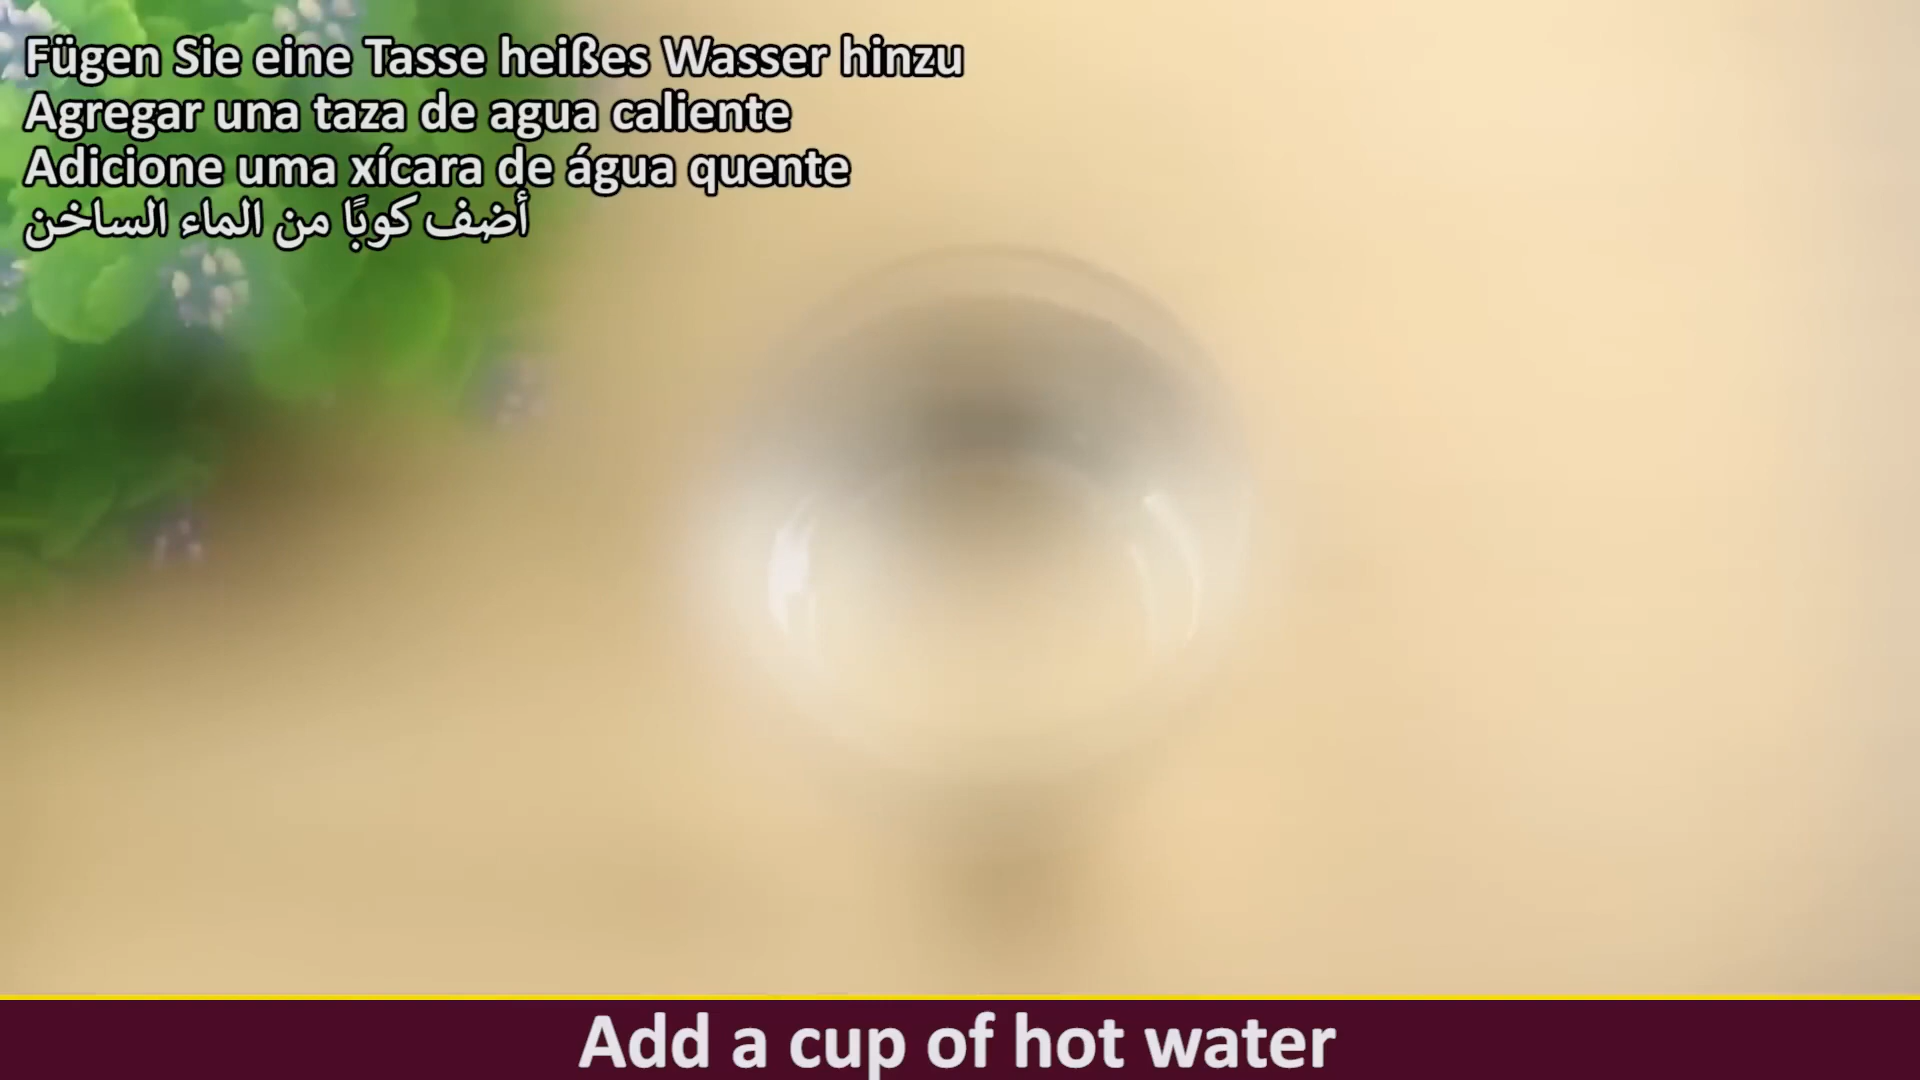 Fügen Sie eine Tasse heißes Wasser hinzu
Agregar una taza de agua caliente
Adicione uma xícara de água quente
أضف كوبًا من الماء الساخن
Add a cup of hot water